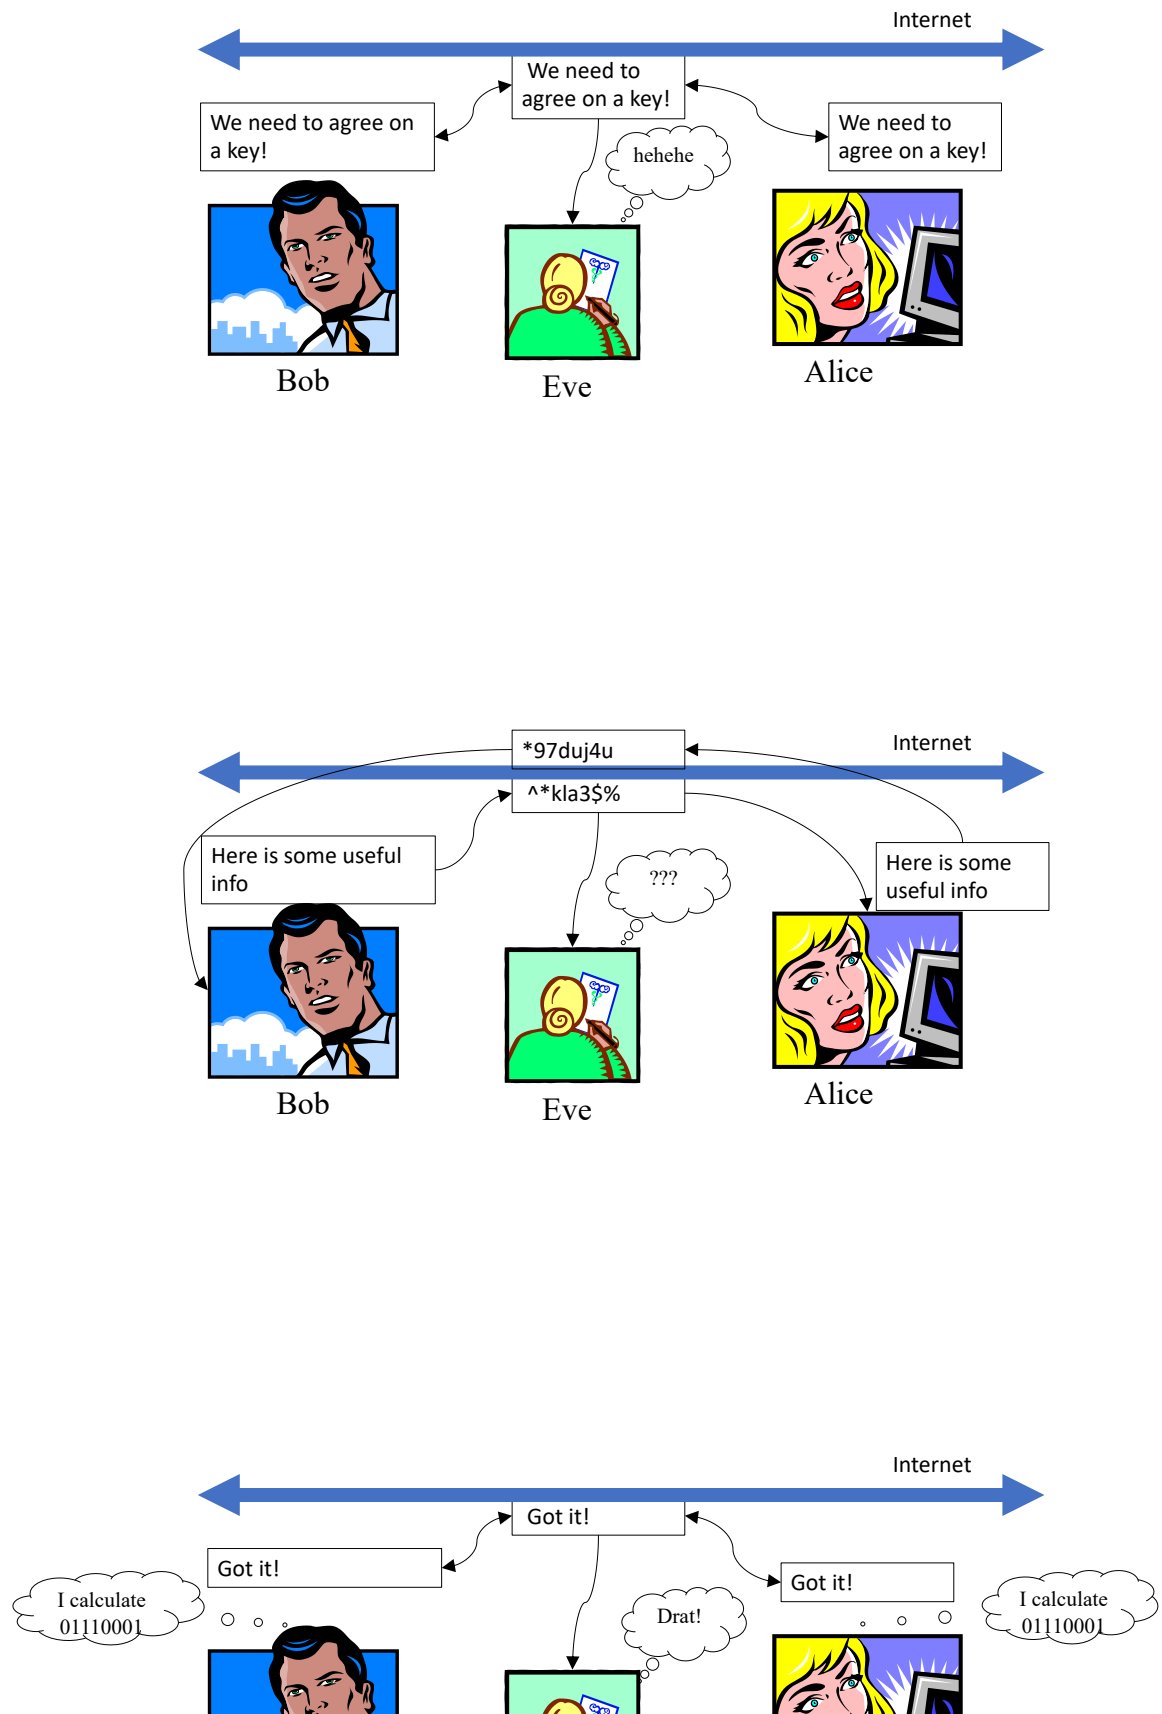 Internet
We need to
agree on a key!
We need to agree on
a key!
We need to
agree on a key!
hehehe
Bob
Eve
Alice
Internet
*97duj4u
^*kla3$%
Here is some useful
info
Here is some
useful info
???
Bob
Eve
Alice
Internet
Got it!
Got it!
Got it!
I calculate
01110001
Drat!
I calculate
01110001